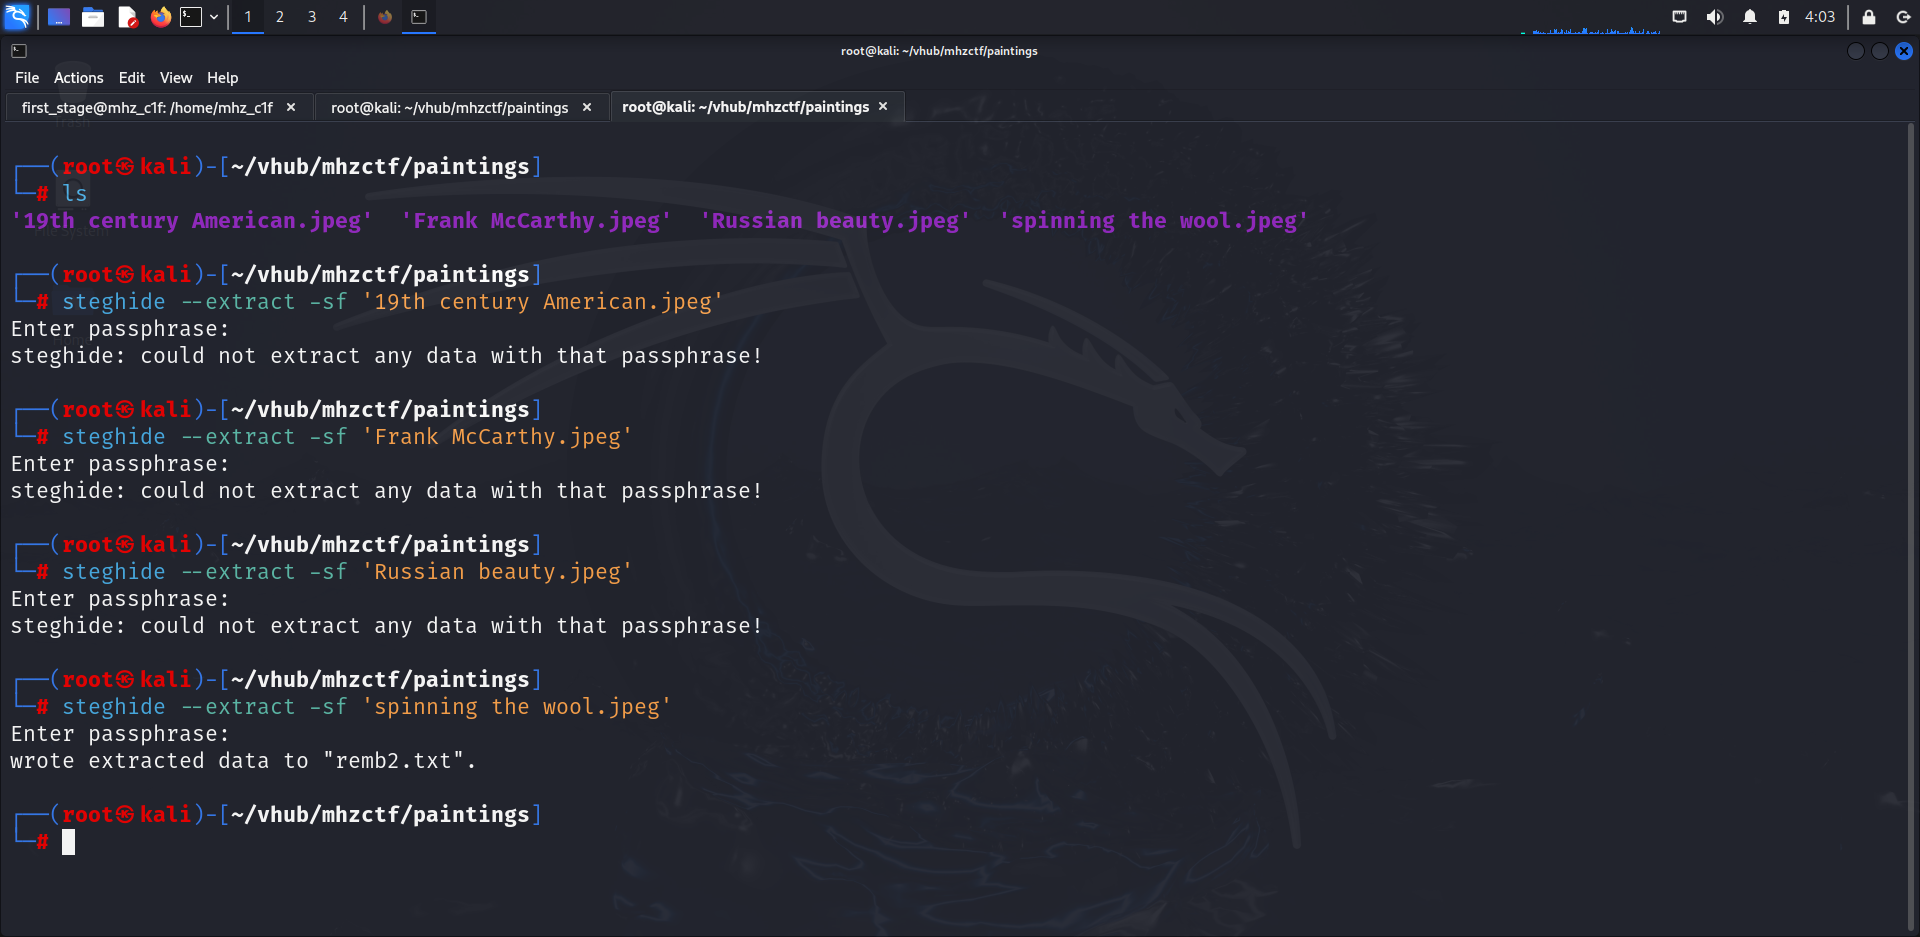 1 2 3 4 4:03
root@kali: ~/vhub/mhzctf/paintings
File Actions Edit View Help
first_stage@mhz_c1f: /home/mhz_c1f × root@kali: ~/vhub/mhzctf/paintings × root@kali: ~/vhub/mhzctf/paintings ×
┌──(root㉿kali)-[~/vhub/mhzctf/paintings]
└─# ls
'19th century American.jpeg' 'Frank McCarthy.jpeg' 'Russian beauty.jpeg' 'spinning the wool.jpeg'
┌──(root㉿kali)-[~/vhub/mhzctf/paintings]
└─# steghide --extract -sf '19th century American.jpeg'
Enter passphrase:
steghide: could not extract any data with that passphrase!
┌──(root㉿kali)-[~/vhub/mhzctf/paintings]
└─# steghide --extract -sf 'Frank McCarthy.jpeg'
Enter passphrase:
steghide: could not extract any data with that passphrase!
┌──(root㉿kali)-[~/vhub/mhzctf/paintings]
└─# steghide --extract -sf 'Russian beauty.jpeg'
Enter passphrase:
steghide: could not extract any data with that passphrase!
┌──(root㉿kali)-[~/vhub/mhzctf/paintings]
└─# steghide --extract -sf 'spinning the wool.jpeg'
Enter passphrase:
wrote extracted data to "remb2.txt".
┌──(root㉿kali)-[~/vhub/mhzctf/paintings]
└─#